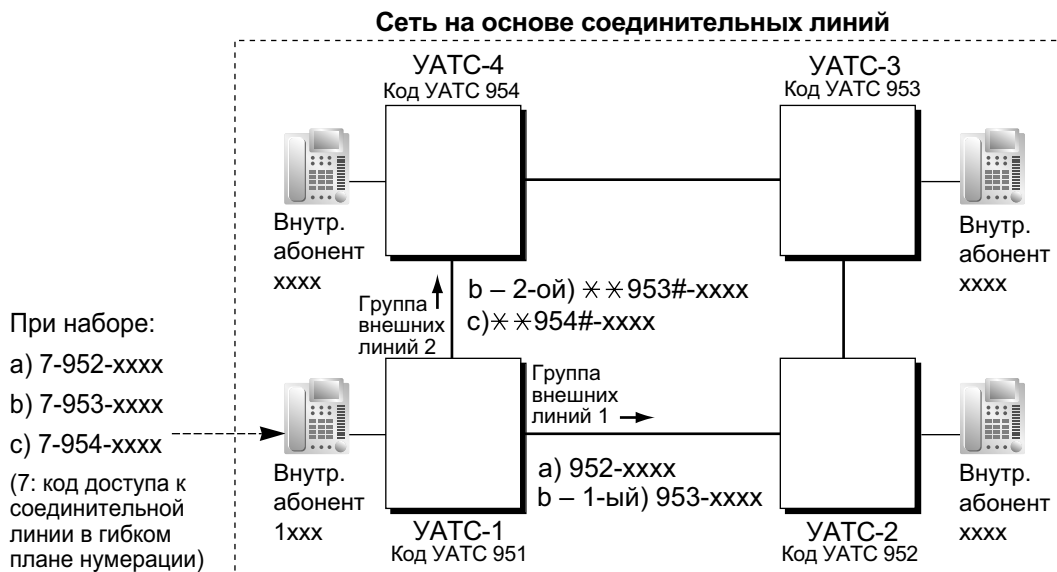 Сеть на основе соединительных линий
УАТС-4
Код УАТС 954
УАТС-3
Код УАТС 953
Внутр.
абонент
xxxx
Внутр.
абонент
xxxx
Группа
внешних
линий 2
b – 2-ой) ✳✳953#-xxxx
c)✳✳954#-xxxx
При наборе:
a) 7-952-xxxx
b) 7-953-xxxx
c) 7-954-xxxx
(7: код доступа к
соединительной
линии в гибком
плане нумерации)
Группа
внешних
линий 1
a) 952-xxxx
b – 1-ый) 953-xxxx
Внутр.
абонент
1xxx
Внутр.
абонент
xxxx
УАТС-1
Код УАТС 951
УАТС-2
Код УАТС 952